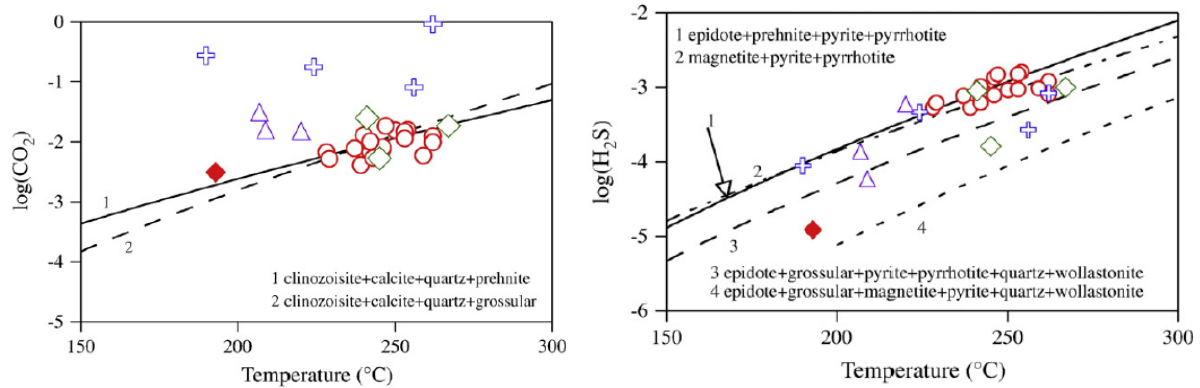 0
-1
-2
-3
-4
-5
log(CO₂)
1
2
1 clinozoisite+calcite+quartz+prehnite
2 clinozoisite+calcite+quartz+grossular
150
200
250
300
Temperature (°C)
-2
-3
-4
-5
-6
log(H₂S)
1 epidote+prehnite+pyrite+pyrrhotite
2 magnetite+pyrite+pyrrhotite
1
2
3
4
3 epidote+grossular+pyrite+pyrrhotite+quartz+wollastonite
4 epidote+grossular+magnetite+pyrite+quartz+wollastonite
150
200
250
300
Temperature (°C)